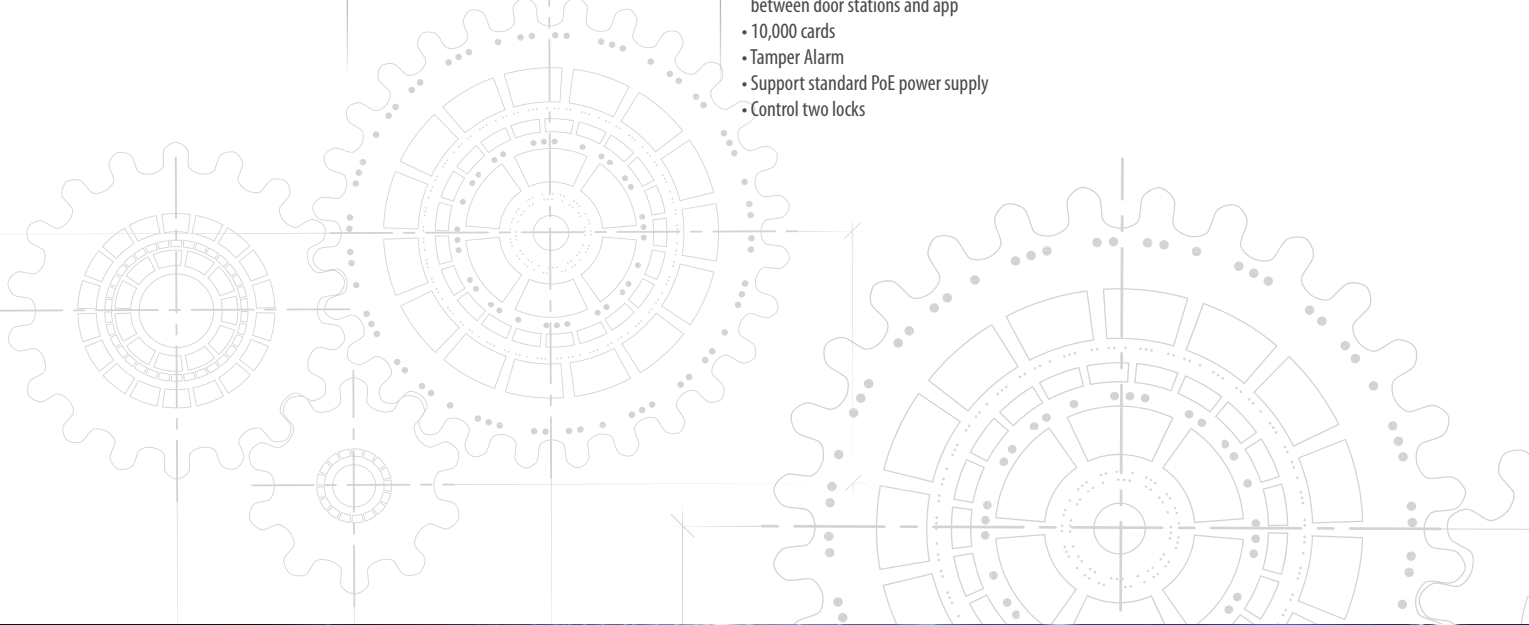 between door stations and app
• 10,000 cards
• Tamper Alarm
• Support standard PoE power supply
• Control two locks